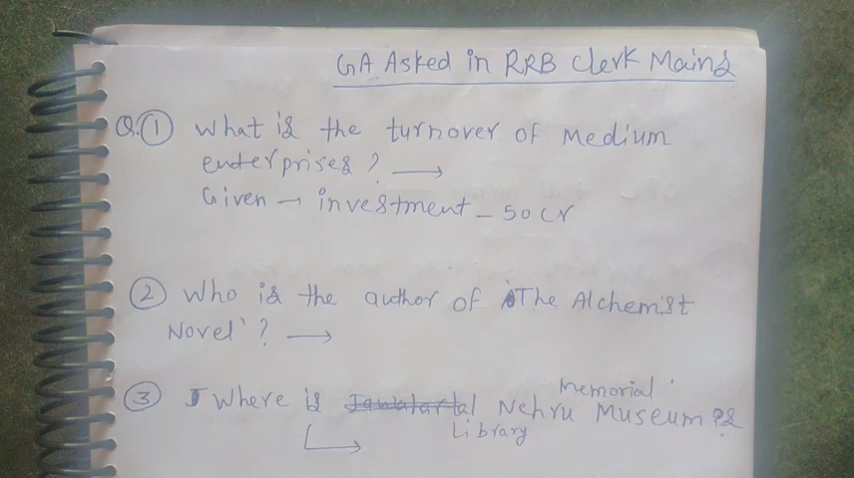 GA Asked in RRB Clerk Mains
Q.① What is the turnover of medium
enterprises? →
Given → investment - 50 cr
② Who is the author of 'The Alchemist
Novel'? →
③ Where is Jawaharlal Nehru Memorial Museum &
Library ?
↳